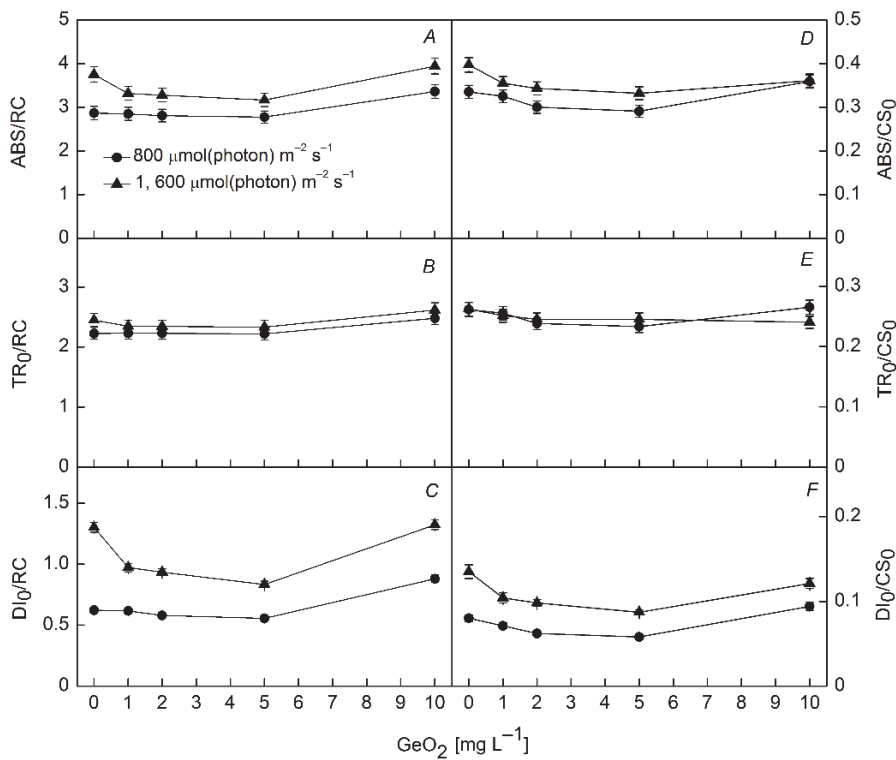 5
4
3
2
1
0
ABS/RC
A
800 μmol(photon) m⁻² s⁻¹
1, 600 μmol(photon) m⁻² s⁻¹
D
0.5
0.4
0.3
0.2
0.1
0
ABS/CS₀
3
2
1
0
TR₀/RC
B
E
0.3
0.2
0.1
0
TR₀/CS₀
1.5
1.0
0.5
0
DI₀/RC
C
F
0.2
0.1
0
DI₀/CS₀
0 1 2 3 4 5 6 7 8 9 10
0 1 2 3 4 5 6 7 8 9 10
GeO₂ [mg L⁻¹]